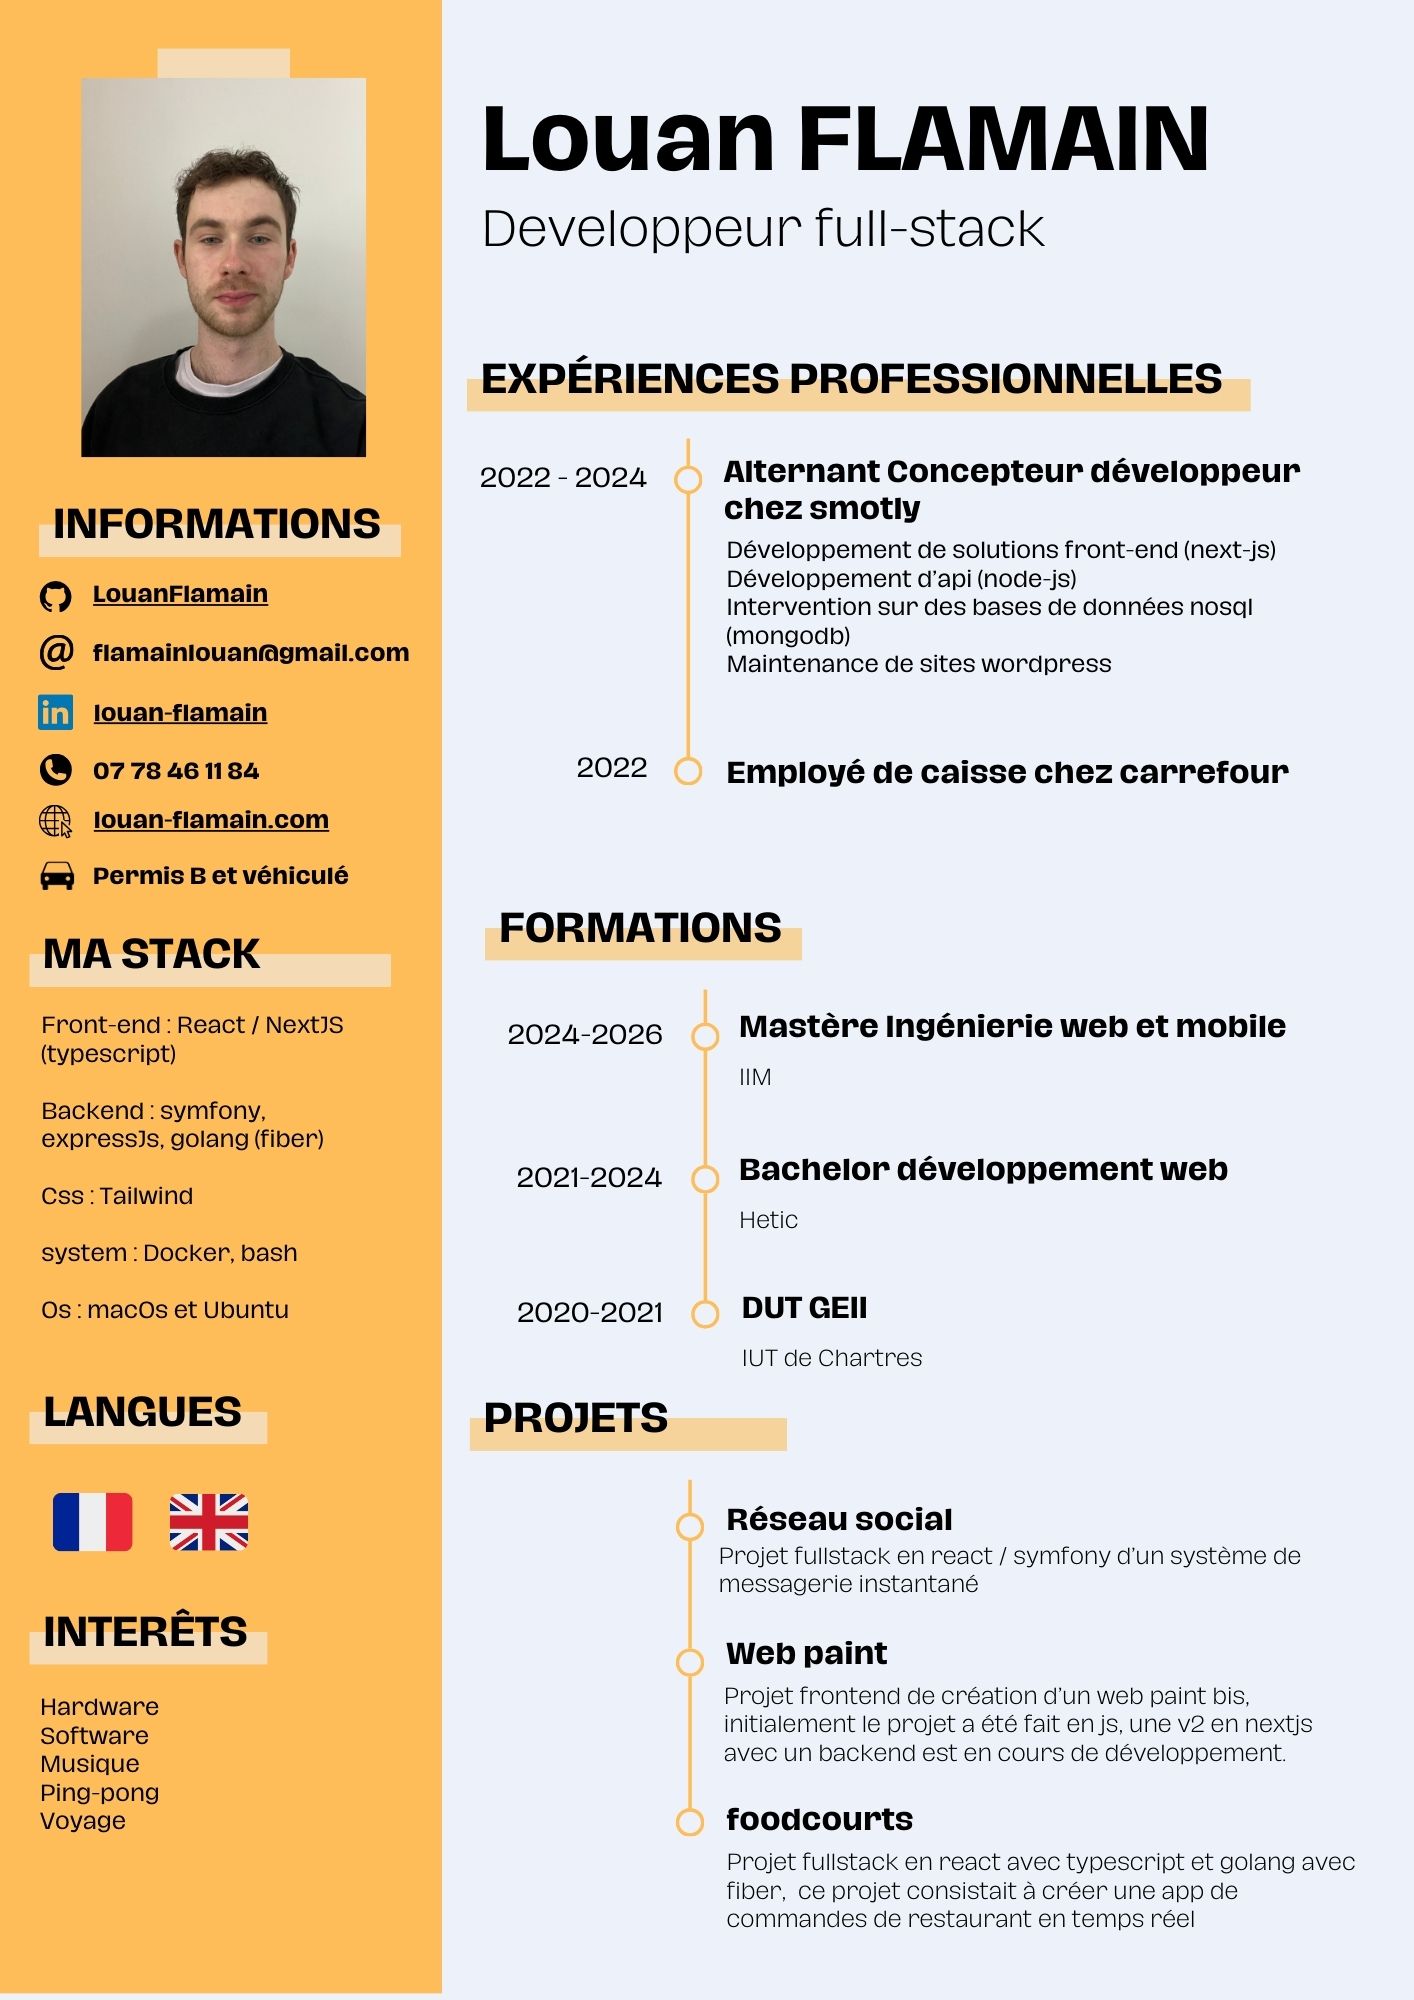 Louan FLAMAIN
Developpeur full-stack
INFORMATIONS
LouanFlamain
flamainlouan@gmail.com
in
louan-flamain
07 78 46 11 84
louan-flamain.com
Permis B et véhiculé
MA STACK
Front-end : React / NextJS
(typescript)
Backend : symfony,
expressJs, golang (fiber)
Css : Tailwind
system : Docker, bash
Os : macOs et Ubuntu
LANGUES
INTERÊTS
Hardware
Software
Musique
Ping-pong
Voyage
EXPÉRIENCES PROFESSIONNELLES
2022 - 2024
Alternant Concepteur développeur
chez smotly
Développement de solutions front-end (next-js)
Développement d’api (node-js)
Intervention sur des bases de données nosql
(mongodb)
Maintenance de sites wordpress
2022
Employé de caisse chez carrefour
FORMATIONS
2024-2026
Mastère Ingénierie web et mobile
IIM
2021-2024
Bachelor développement web
Hetic
2020-2021
DUT GEII
IUT de Chartres
PROJETS
Réseau social
Projet fullstack en react / symfony d’un système de
messagerie instantané
Web paint
Projet frontend de création d’un web paint bis,
initialement le projet a été fait en js, une v2 en nextjs
avec un backend est en cours de développement.
foodcourts
Projet fullstack en react avec typescript et golang avec
fiber,  ce projet consistait à créer une app de
commandes de restaurant en temps réel